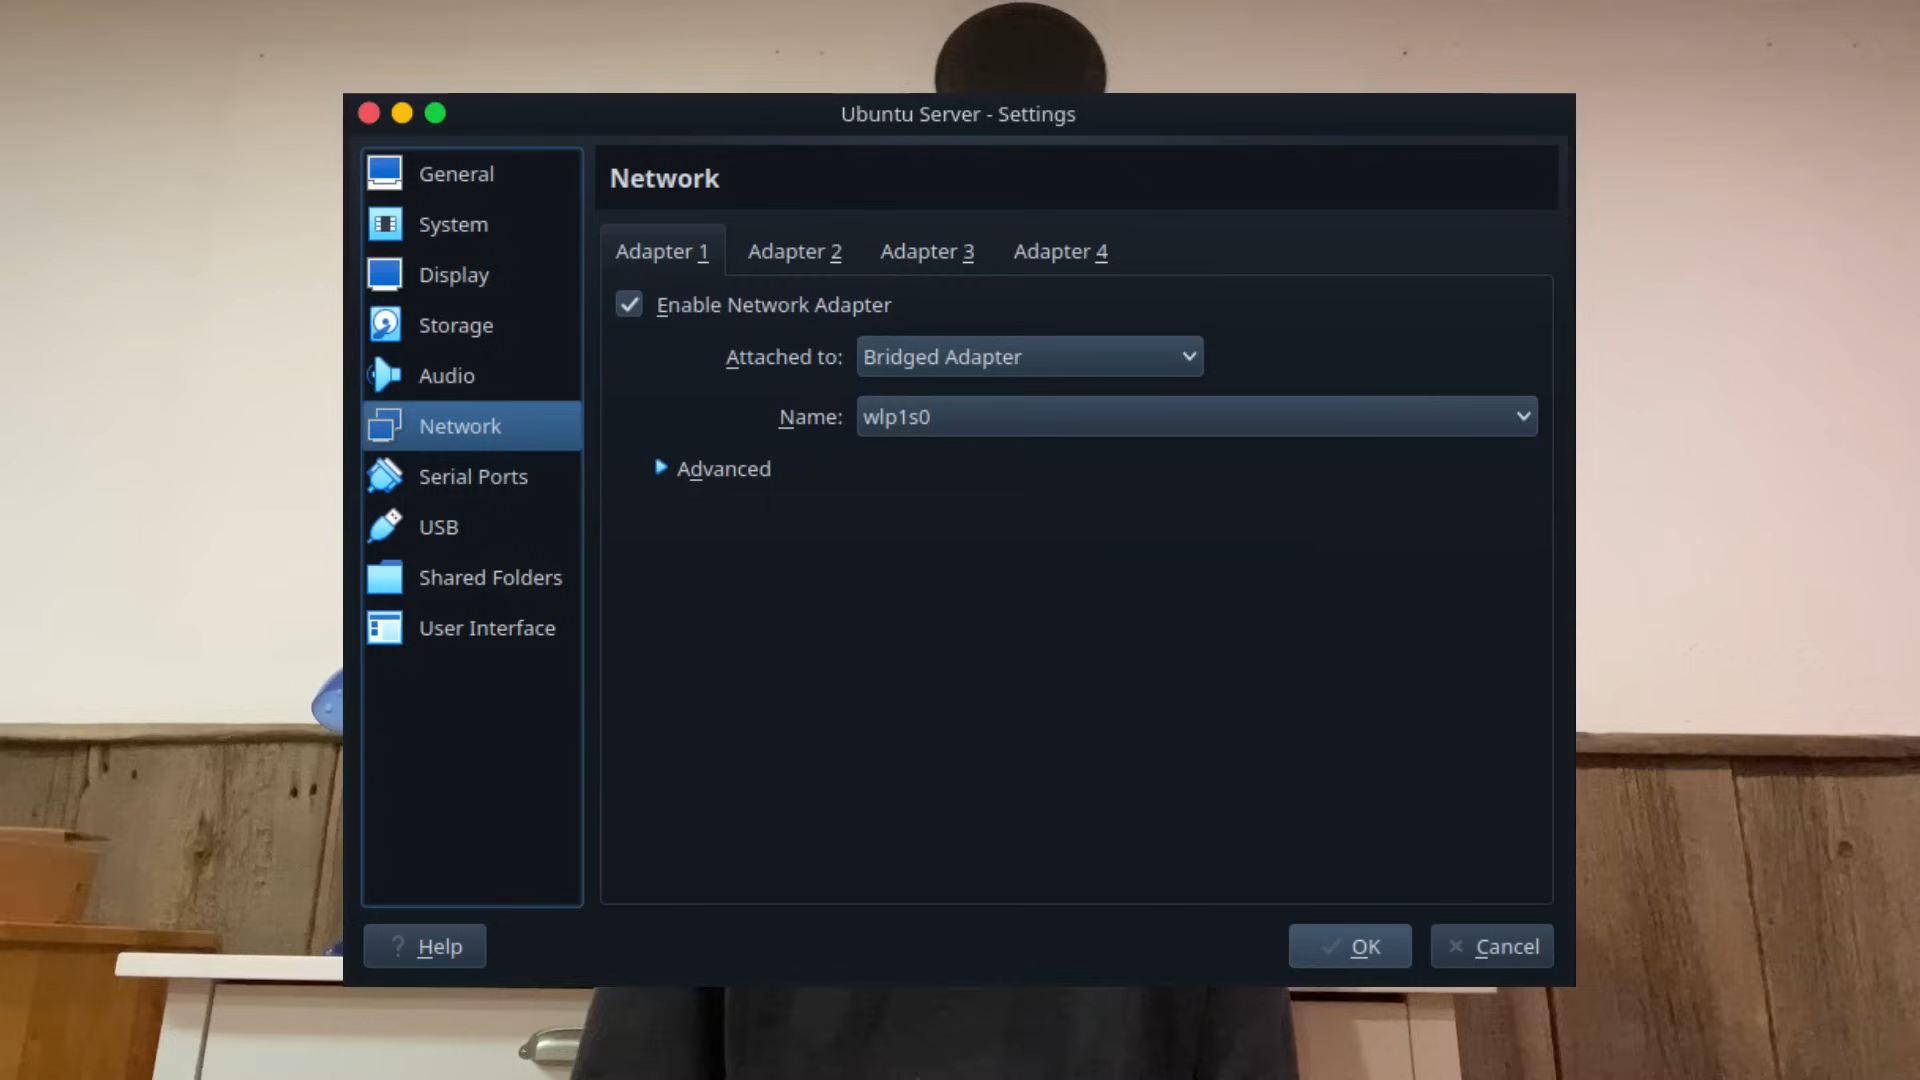 Ubuntu Server - Settings
General
System
Display
Storage
Audio
Network
Serial Ports
USB
Shared Folders
User Interface
Network
Adapter 1 Adapter 2 Adapter 3 Adapter 4
Enable Network Adapter
Attached to: Bridged Adapter
Name: wlp1s0
Advanced
? Help
OK
Cancel